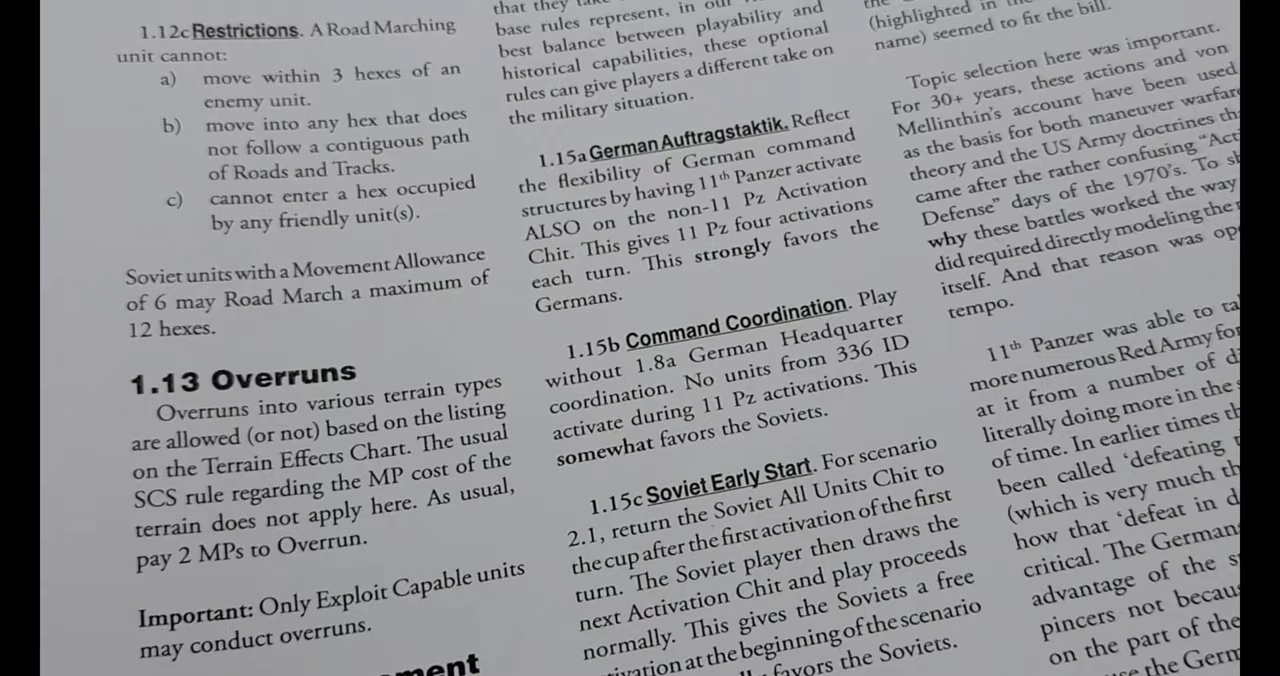 1.12c Restrictions. A Road Marching
unit cannot:
a) move within 3 hexes of an
enemy unit.
b) move into any hex that does
not follow a contiguous path
of Roads and Tracks.
c) cannot enter a hex occupied
by any friendly unit(s).
Soviet units with a Movement Allowance
of 6 may Road March a maximum of
12 hexes.
1.13 Overruns
Overruns into various terrain types
are allowed (or not) based on the listing
on the Terrain Effects Chart. The usual
SCS rule regarding the MP cost of the
terrain does not apply here. As usual,
pay 2 MPs to Overrun.
Important: Only Exploit Capable units
may conduct overruns.
that they take
base rules represent, in our
best balance between playability and
historical capabilities, these optional
rules can give players a different take on
the military situation.
1.15a German Auftragstaktik. Reflect
the flexibility of German command
structures by having 11th Panzer activate
ALSO on the non-11 Pz Activation
Chit. This gives 11 Pz four activations
each turn. This strongly favors the
Germans.
1.15b Command Coordination. Play
without 1.8a German Headquarter
coordination. No units from 336 ID
activate during 11 Pz activations. This
somewhat favors the Soviets.
1.15c Soviet Early Start. For scenario
2.1, return the Soviet All Units Chit to
the cup after the first activation of the first
turn. The Soviet player then draws the
next Activation Chit and play proceeds
normally. This gives the Soviets a free
at the beginning of the scenario
favors the Soviets.
(highlighted in the
name) seemed to fit the bill.
Topic selection here was important.
For 30+ years, these actions and von
Mellinthin's account have been used
as the basis for both maneuver warfare
theory and the US Army doctrines
came after the rather confusing
Defense" days of the 1970's. To
why these battles worked the way
did required directly modeling the
itself. And that reason was
tempo.
11th Panzer was able to
more numerous Red Army
at it from a number of
literally doing more in the
of time. In earlier times
been called 'defeating
(which is very much
how that 'defeat in
critical. The German
advantage of the
pincers not
on the part of the
the